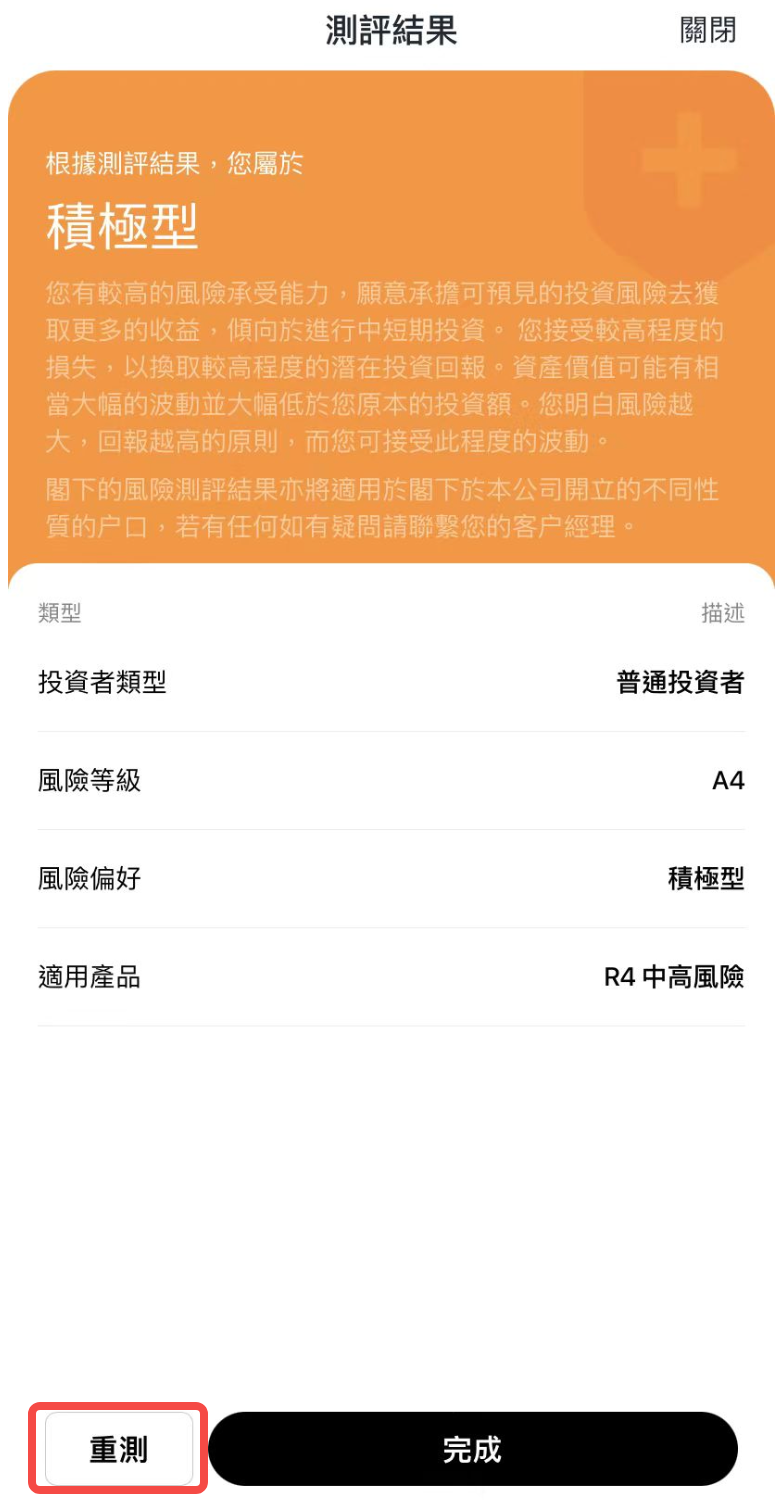 測評結果
關閉
根據測評結果，您屬於
積極型
您有較高的風險承受能力，願意承擔可預見的投資風險去獲
取更多的收益，傾向於進行中短期投資。 您接受較高程度的
損失，以換取較高程度的潛在投資回報。資產價值可能有相
當大幅的波動並大幅低於您原本的投資額。您明白風險越
大，回報越高的原則，而您可接受此程度的波動。
閣下的風險測評結果亦將適用於閣下於本公司開立的不同性
質的户口，若有任何如有疑問請聯繫您的客户經理。
類型
描述
投資者類型
普通投資者
風險等級
A4
風險偏好
積極型
適用產品
R4 中高風險
重測
完成